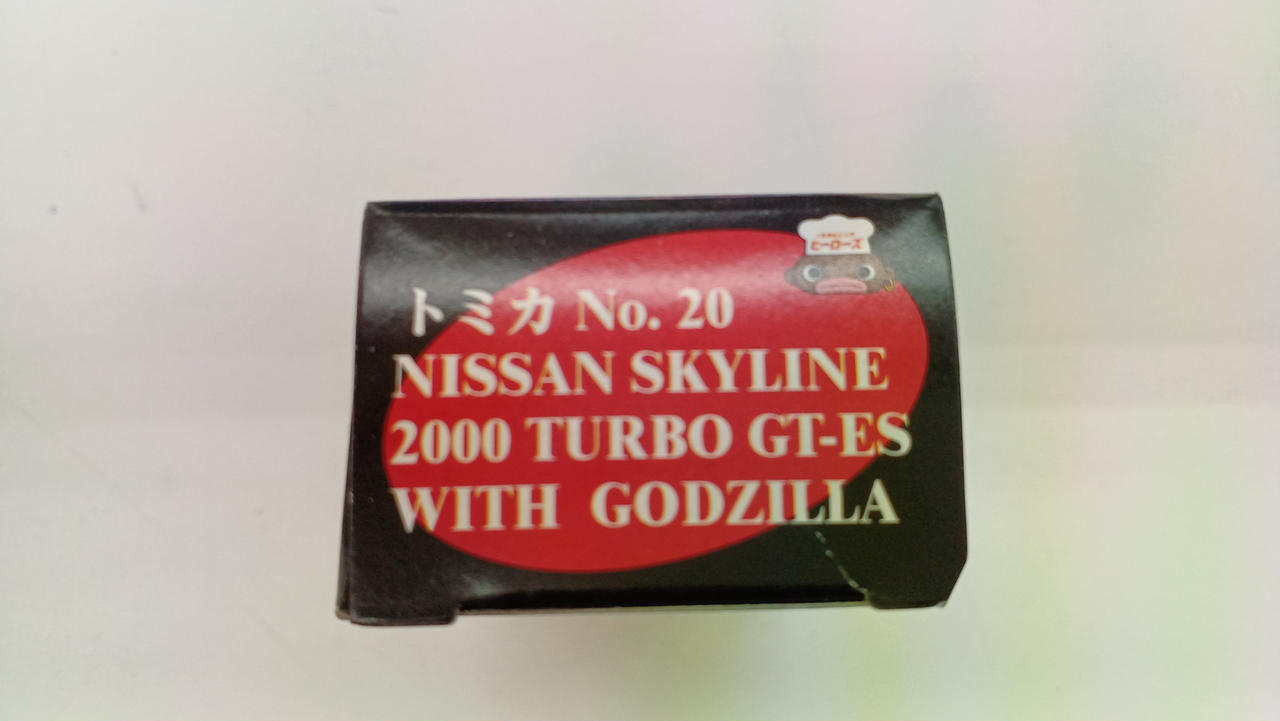 ヒーローズ
トミカ No. 20
NISSAN SKYLINE
2000 TURBO GT-ES
WITH GODZILLA